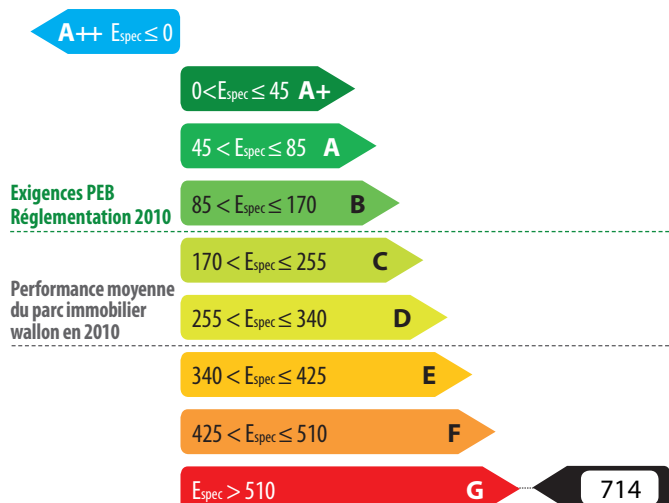 A++ Espec ≤ 0
0<Espec ≤ 45 A+
45 < Espec ≤ 85 A
Exigences PEB
Réglementation 2010
85 < Espec ≤ 170 B
170 < Espec ≤ 255 C
Performance moyenne
du parc immobilier
wallon en 2010
255 < Espec ≤ 340 D
340 < Espec ≤ 425 E
425 < Espec ≤ 510 F
Espec > 510 G 714